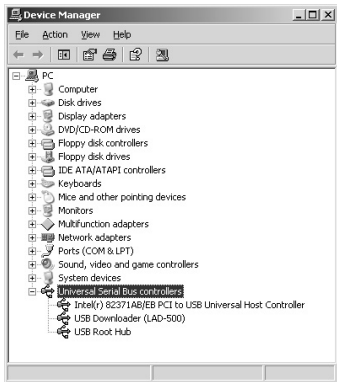 Device Manager
File Action View Help
PC
Computer
Disk drives
Display adapters
DVD/CD-ROM drives
Floppy disk controllers
Floppy disk drives
IDE ATA/ATAPI controllers
Keyboards
Mice and other pointing devices
Monitors
Multifunction adapters
Network adapters
Ports (COM & LPT)
Sound, video and game controllers
System devices
Universal Serial Bus controllers
Intel(r) 82371AB/EB PCI to USB Universal Host Controller
USB Downloader (LAD-500)
USB Root Hub